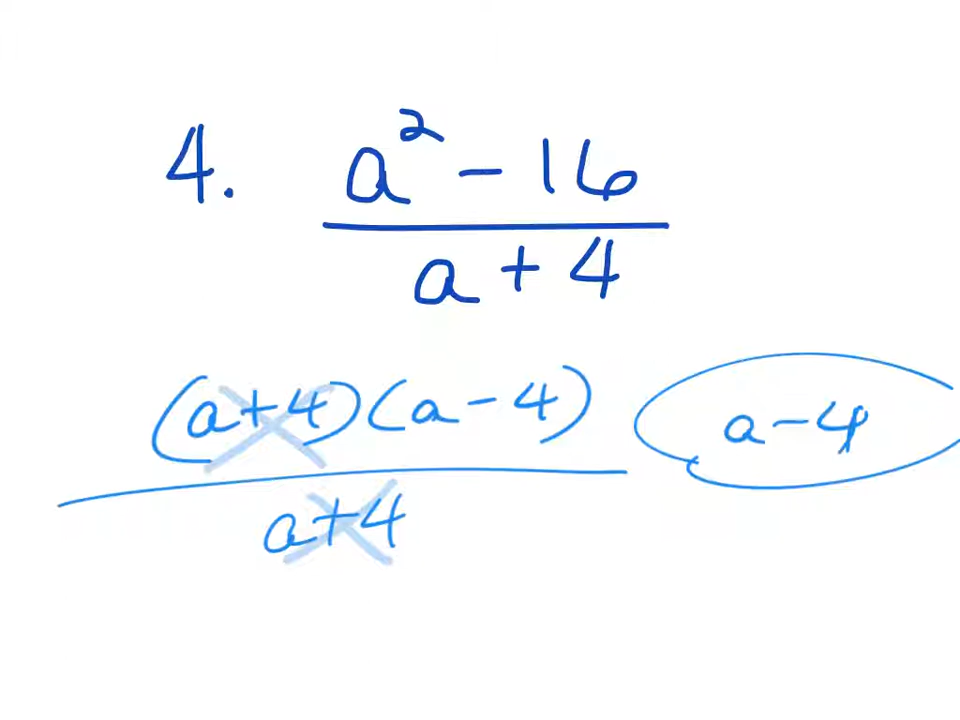 4. a² - 16
a + 4
(a+4)(a-4) a-4
a+4